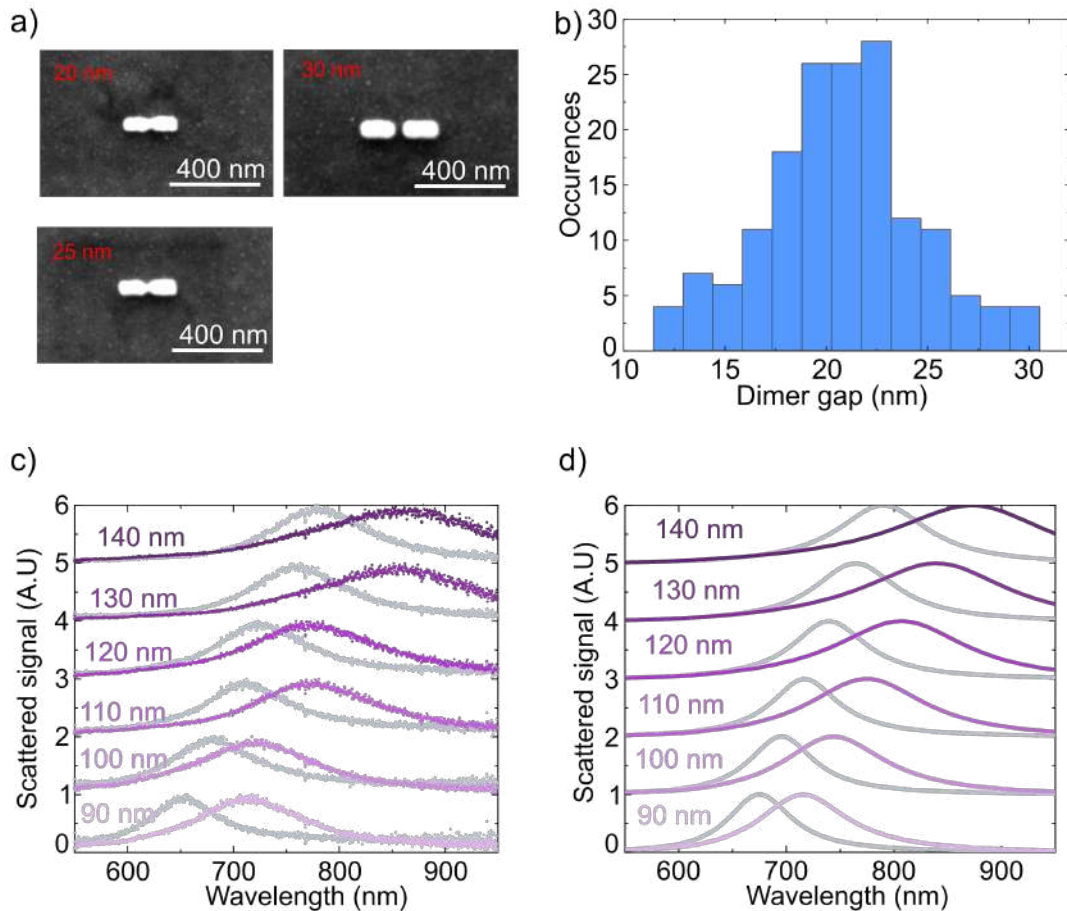 a)
20 nm
400 nm
30 nm
400 nm
25 nm
400 nm
b)
30
25
20
15
10
5
0
Occurences
10 15 20 25 30
Dimer gap (nm)
c)
6
5
4
3
2
1
0
Scattered signal (A.U)
140 nm
130 nm
120 nm
110 nm
100 nm
90 nm
600 700 800 900
Wavelength (nm)
d)
6
5
4
3
2
1
0
Scattered signal (A.U)
140 nm
130 nm
120 nm
110 nm
100 nm
90 nm
600 700 800 900
Wavelength (nm)